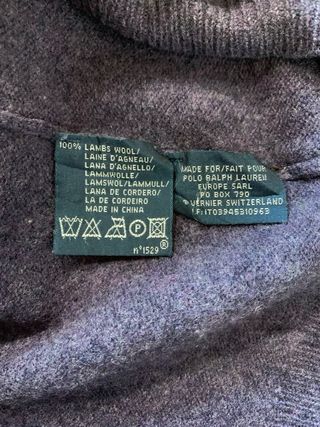 100% LAMBS WOOL/
LAINE D'AGNEAU/
LANA D'AGNELLO/
LAMMWOLLE/
LAMSWOL/LAMMULL/
LANA DE CORDERO/
LA DE CORDEIRO
MADE IN CHINA
P
n°1529®
MADE FOR/FAIT POUR
POLO RALPH LAUREN
EUROPE SARL
PO BOX 790
VERNIER SWITZERLAND
I.F:IT03945310963